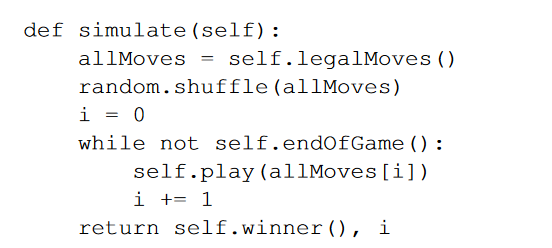 def simulate(self):
    allMoves = self.legalMoves()
    random.shuffle(allMoves)
    i = 0
    while not self.endOfGame():
        self.play(allMoves[i])
        i += 1
    return self.winner(), i